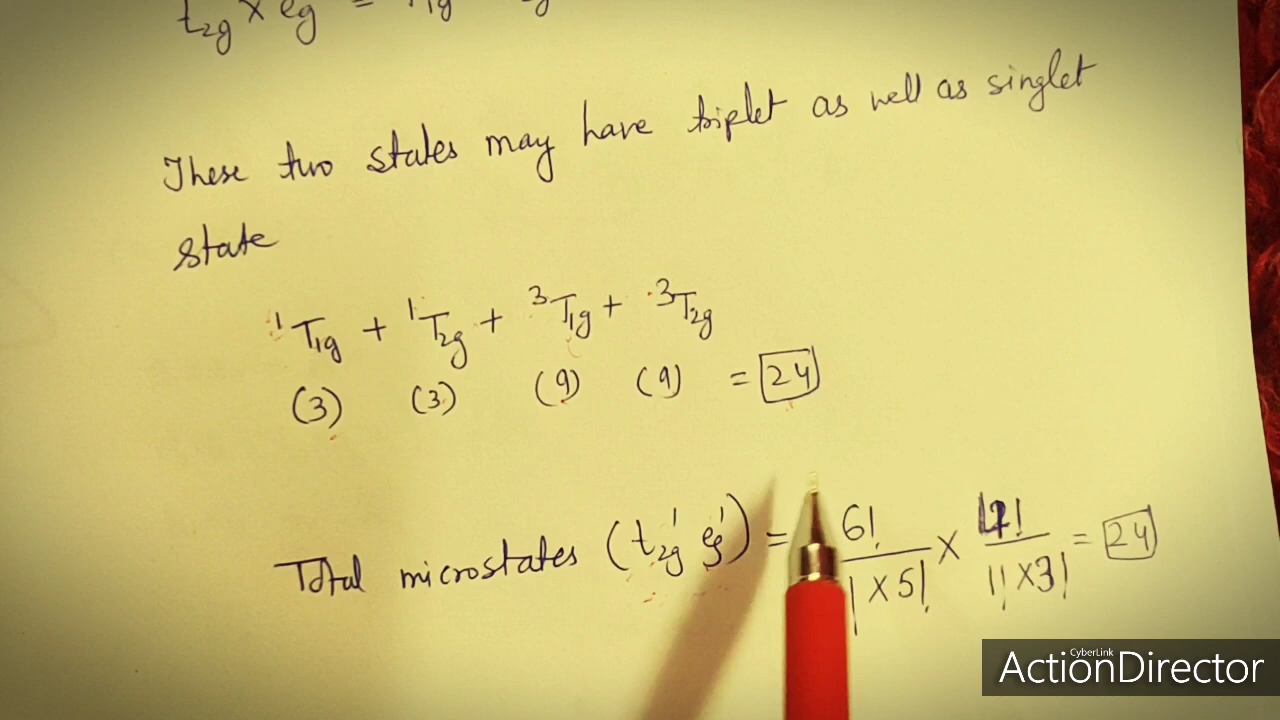 t₂g × eg =
These two states may have triplet as well as singlet
state
¹T₁g + ¹T₂g + ³T₁g + ³T₂g
(3) (3) (9) (9) = 24
Total microstates (t₂g¹ eg¹) = 6! / 1 × 5! × 4! / 1! × 3! = 24
CyberLink
ActionDirector